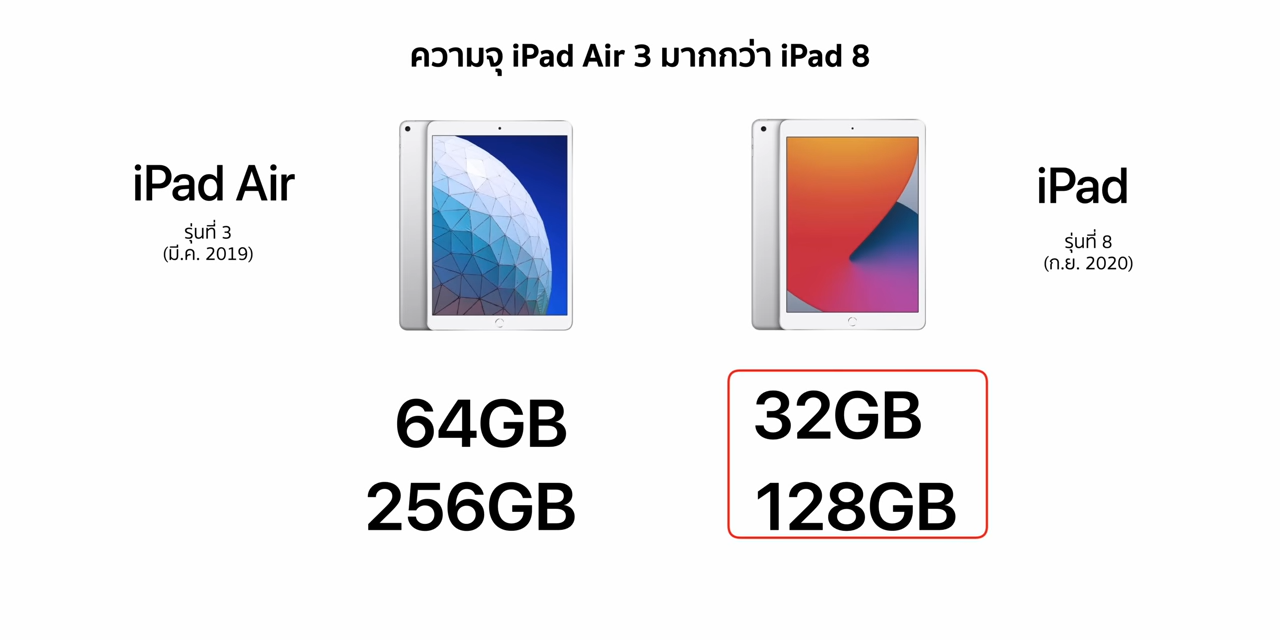 ความจุ iPad Air 3 มากกว่า iPad 8
iPad Air
รุ่นที่ 3
(มี.ค. 2019)
64GB
256GB
iPad
รุ่นที่ 8
(ก.ย. 2020)
32GB
128GB